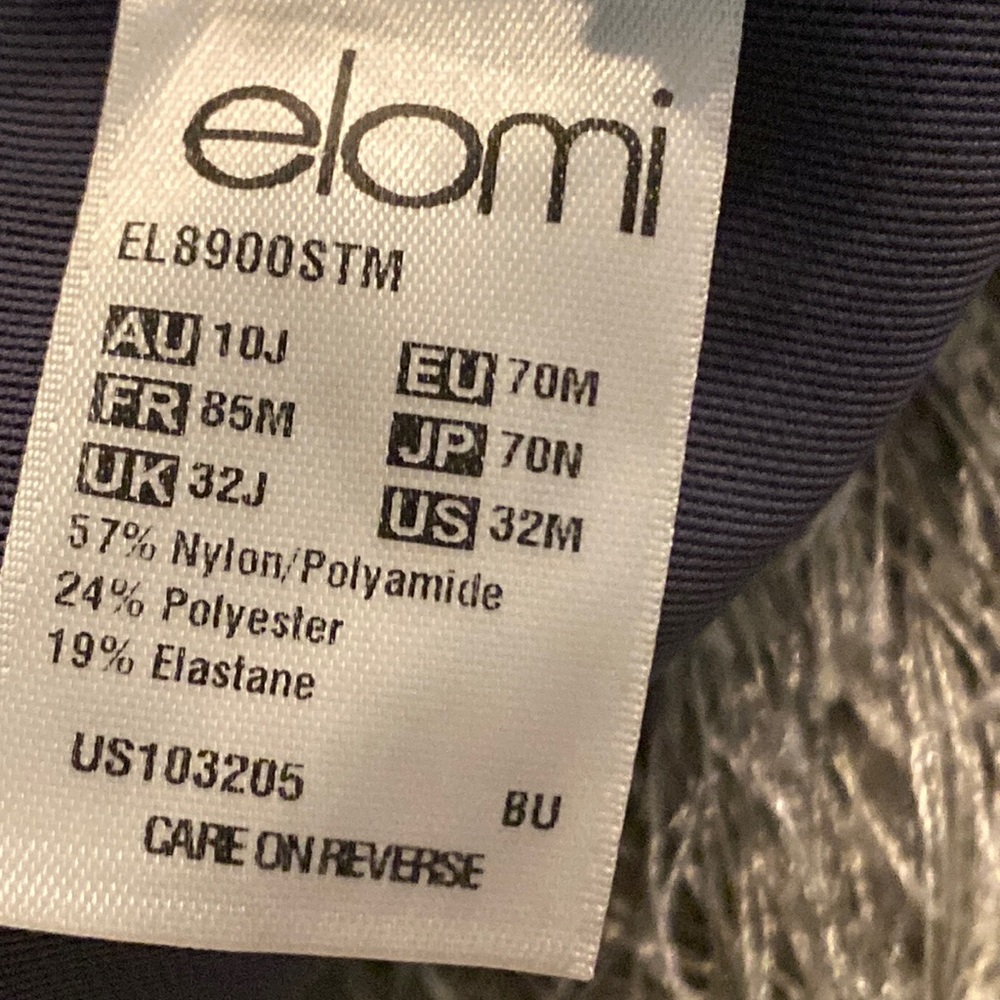 elomi
EL8900STM
AU 10J EU 70M
FR 85M JP 70N
UK 32J US 32M
57% Nylon/Polyamide
24% Polyester
19% Elastane
US103205 BU
CARE ON REVERSE